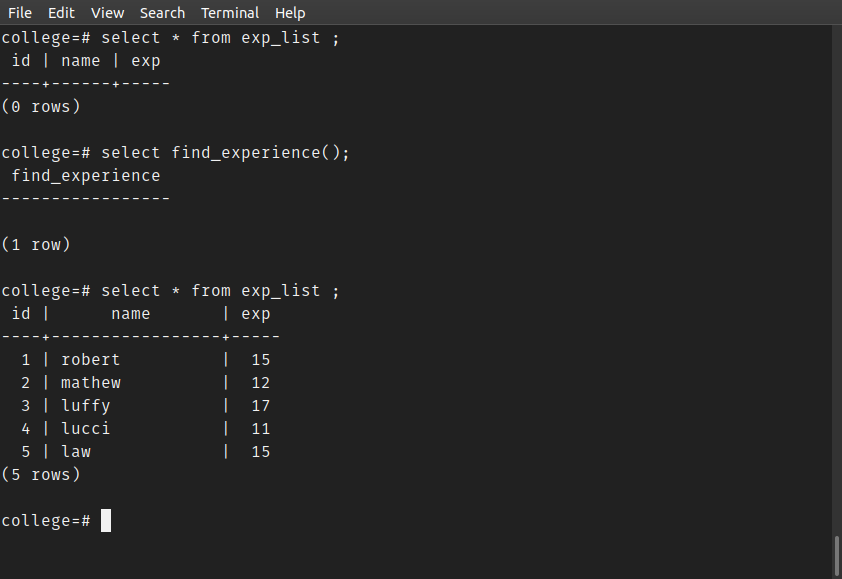 File Edit View Search Terminal Help
college=# select * from exp_list ;
 id | name | exp
----+------+-----
(0 rows)
college=# select find_experience();
 find_experience
-----------------
(1 row)
college=# select * from exp_list ;
 id |      name       | exp
----+-----------------+-----
  1 | robert          |  15
  2 | mathew          |  12
  3 | luffy           |  17
  4 | lucci           |  11
  5 | law             |  15
(5 rows)
college=#